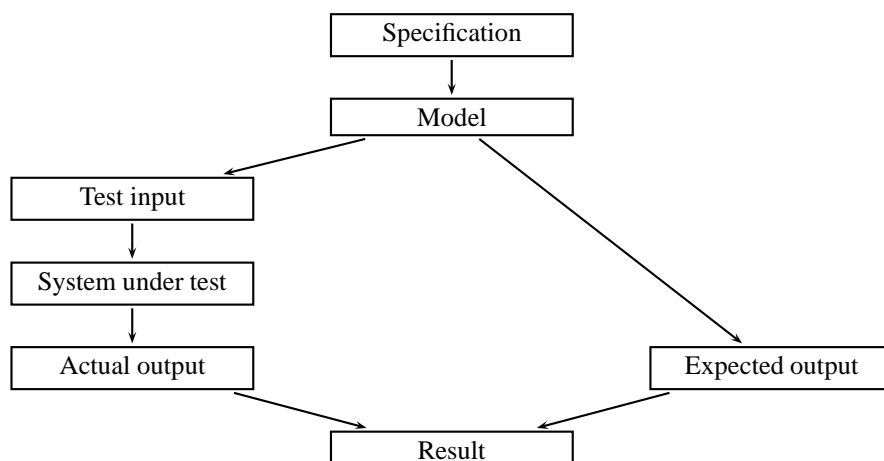 Specification
Model
Test input
System under test
Actual output
Expected output
Result